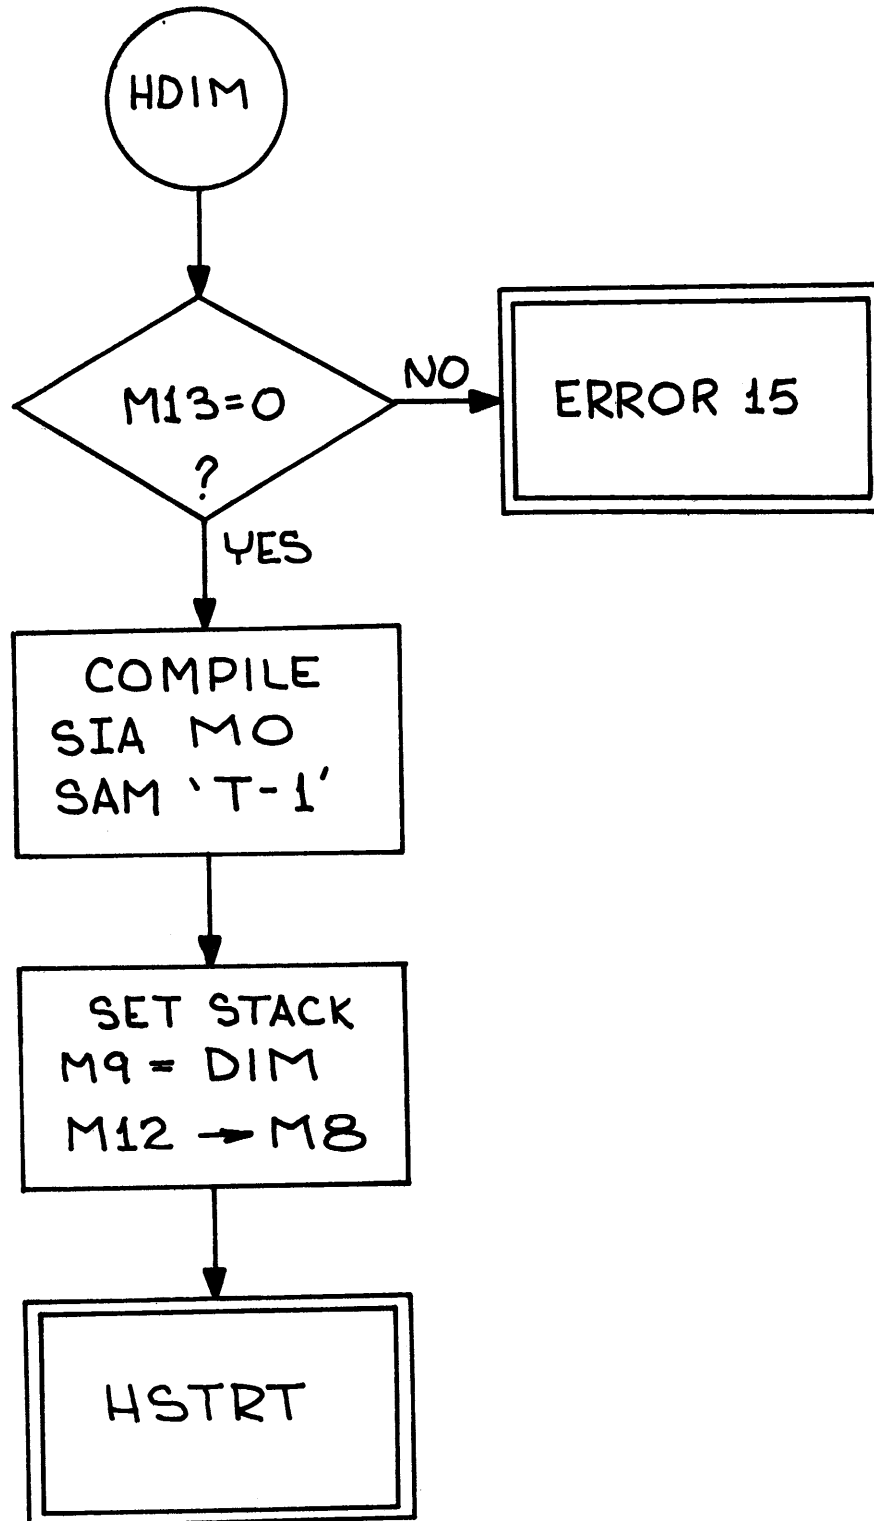 HDIM
M13=0
?
NO
ERROR 15
YES
COMPILE
SIA M0
SAM 'T-1'
SET STACK
M9 = DIM
M12 → M8
HSTRT